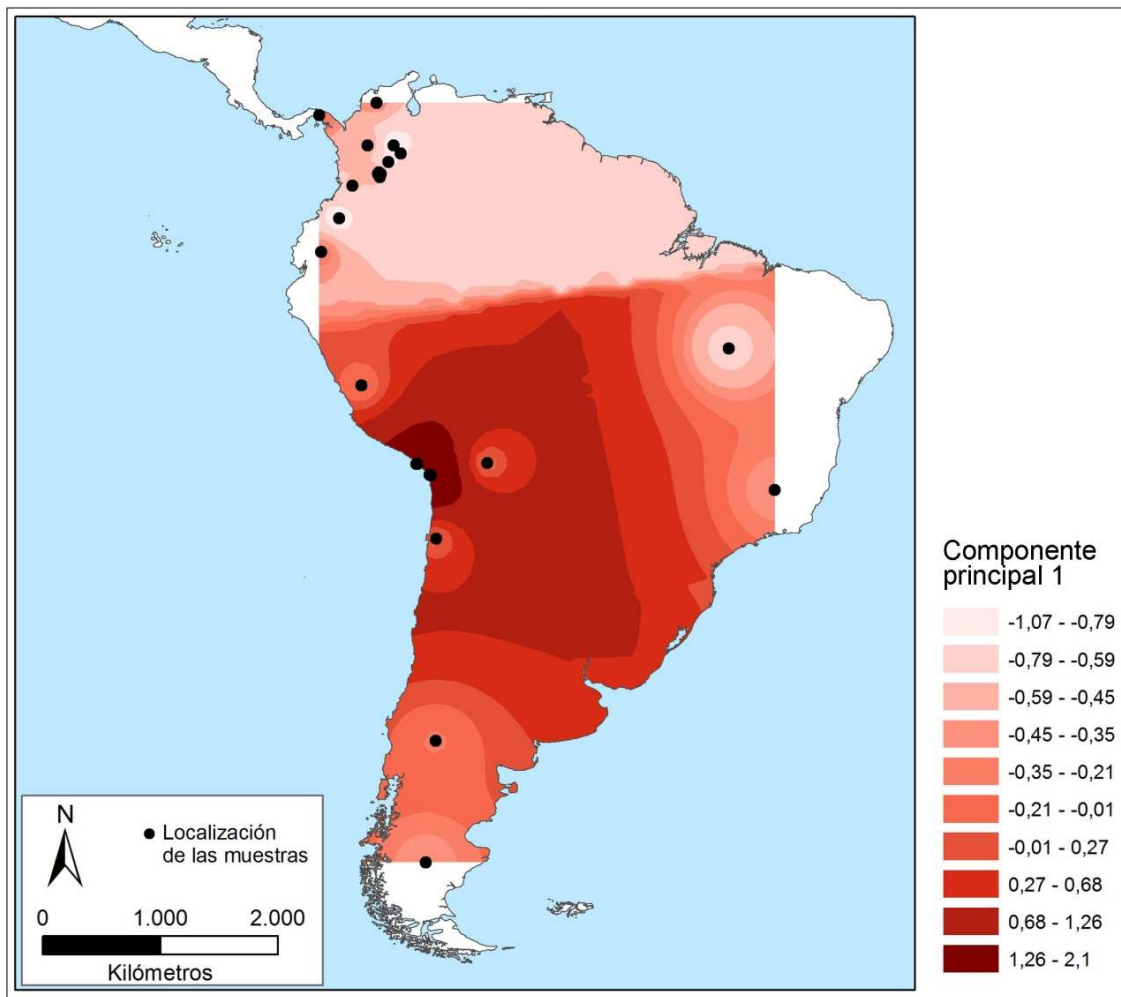 N
Localización
de las muestras
0 1.000 2.000
Kilómetros
Componente
principal 1
-1,07 - -0,79
-0,79 - -0,59
-0,59 - -0,45
-0,45 - -0,35
-0,35 - -0,21
-0,21 - -0,01
-0,01 - 0,27
0,27 - 0,68
0,68 - 1,26
1,26 - 2,1